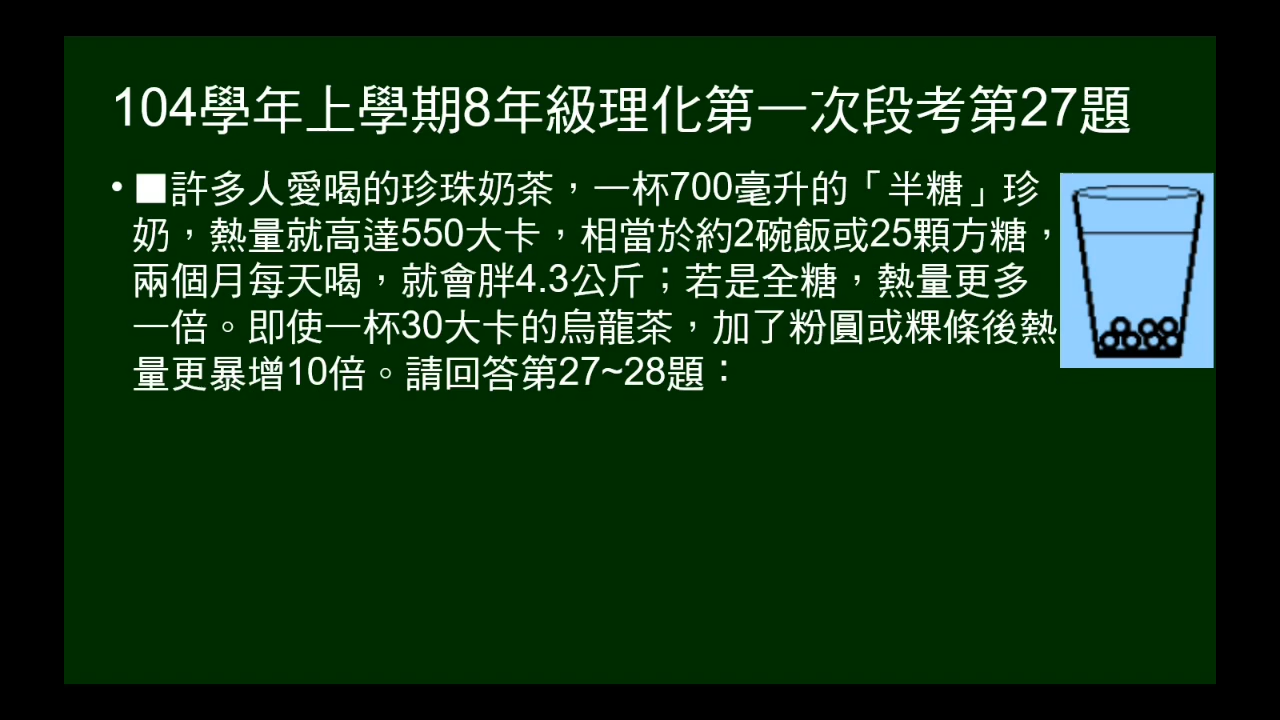 104學年上學期8年級理化第一次段考第27題
• ■許多人愛喝的珍珠奶茶，一杯700毫升的「半糖」珍
奶，熱量就高達550大卡，相當於約2碗飯或25顆方糖，
兩個月每天喝，就會胖4.3公斤；若是全糖，熱量更多
一倍。即使一杯30大卡的烏龍茶，加了粉圓或粿條後熱
量更暴增10倍。請回答第27~28題：